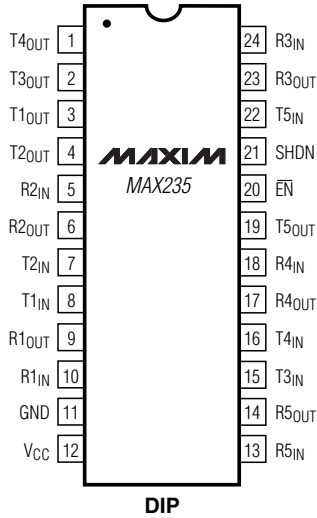 T4OUT 1 24 R3IN
T3OUT 2 23 R3OUT
T1OUT 3 22 T5IN
T2OUT 4 MAXIM 21 SHDN
R2IN 5 MAX235 20 E̅N̅
R2OUT 6 19 T5OUT
T2IN 7 18 R4IN
T1IN 8 17 R4OUT
R1OUT 9 16 T4IN
R1IN 10 15 T3IN
GND 11 14 R5OUT
VCC 12 13 R5IN
DIP